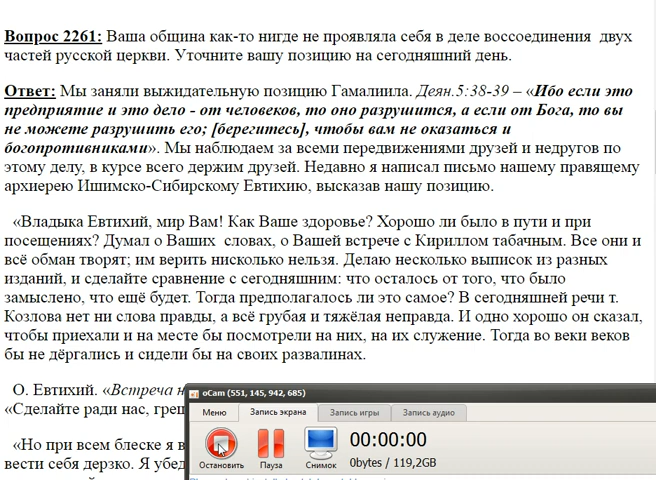 Вопрос 2261: Ваша община как-то нигде не проявляла себя в деле воссоединения двух
частей русской церкви. Уточните вашу позицию на сегодняшний день.
Ответ: Мы заняли выжидательную позицию Гамалиила. Деян.5:38-39 – «Ибо если это
предприятие и это дело - от человеков, то оно разрушится, а если от Бога, то вы
не можете разрушить его; [берегитесь], чтобы вам не оказаться и
богопротивниками». Мы наблюдаем за всеми передвижениями друзей и недругов по
этому делу, в курсе всего держим друзей. Недавно я написал письмо нашему правящему
архиерею Ишимско-Сибирскому Евтихию, высказав нашу позицию.
«Владыка Евтихий, мир Вам! Как Ваше здоровье? Хорошо ли было в пути и при
посещениях? Думал о Ваших словах, о Вашей встрече с Кириллом табачным. Все они и
всё обман творят; им верить нисколько нельзя. Делаю несколько выписок из разных
изданий, и сделайте сравнение с сегодняшним: что осталось от того, что было
замыслено, что ещё будет. Тогда предполагалось ли это самое? В сегодняшней речи т.
Козлова нет ни слова правды, а всё грубая и тяжёлая неправда. И одно хорошо он сказал,
чтобы приехали и на месте бы посмотрели на них, на их служение. Тогда во веки веков
бы не дёргались и сидели бы на своих развалинах.
О. Евтихий. «Встреча н
«Сделайте ради нас, греш
«Но при всем блеске я в
вести себя дерзко. Я убед
oCam (551, 145, 942, 685)
Меню Запись экрана Запись игры Запись аудио
00:00:00
Остановить Пауза Снимок 0bytes / 119,2GB